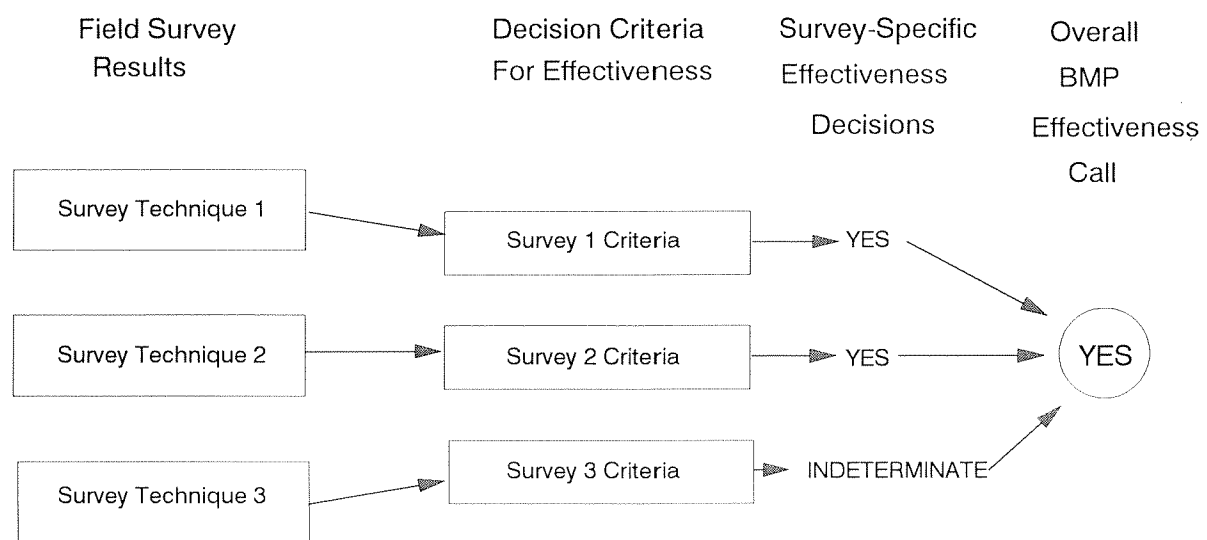 Field Survey
Results
Decision Criteria
For Effectiveness
Survey-Specific
Effectiveness
Decisions
Overall
BMP
Effectiveness
Call
Survey Technique 1
Survey 1 Criteria
YES
Survey Technique 2
Survey 2 Criteria
YES
YES
Survey Technique 3
Survey 3 Criteria
INDETERMINATE